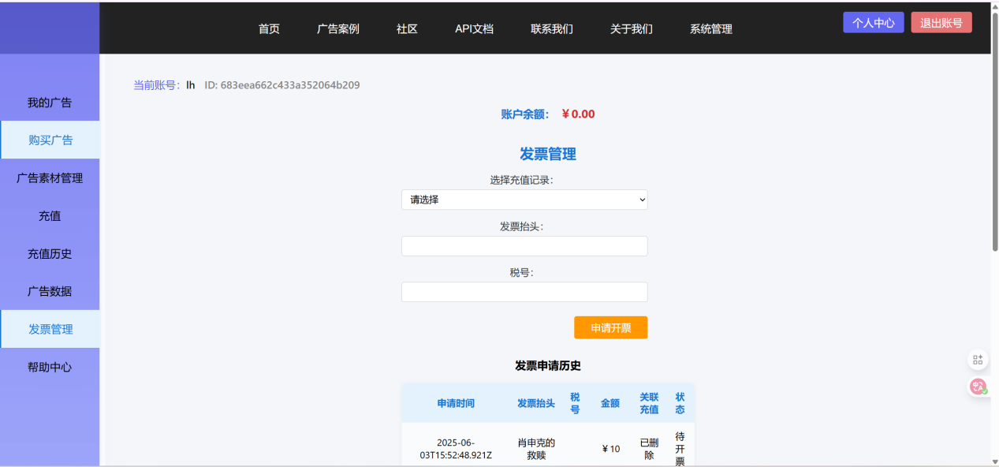 首页 广告案例 社区 API文档 联系我们 关于我们 系统管理 个人中心 退出账号
我的广告
购买广告
广告素材管理
充值
充值历史
广告数据
发票管理
帮助中心
当前账号: lh ID: 683eea662c433a352064b209
账户余额: ¥0.00
发票管理
选择充值记录:
请选择
发票抬头:
税号:
申请开票
发票申请历史
申请时间 发票抬头 税号 金额 关联充值 状态
2025-06-03T15:52:48.921Z 肖申克的救赎 ¥10 已删除 待开票